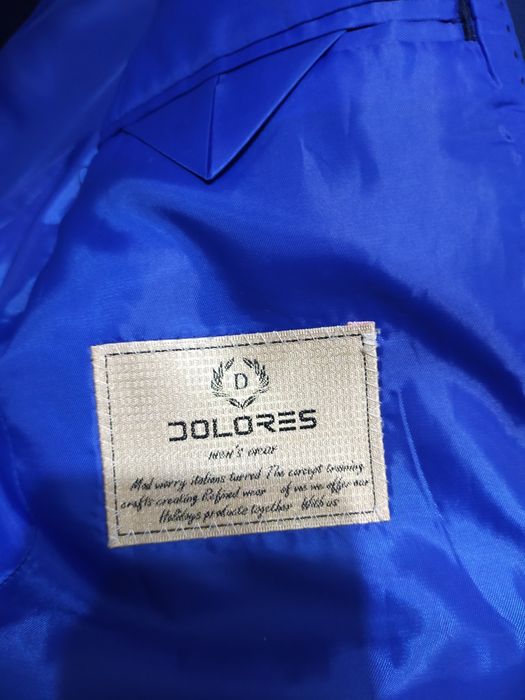 D
DOLORES
MEN'S WEAR
Mod worry italians turred The concept training
crafts creating Refined wear of ws we offer our
Holidays products together With us